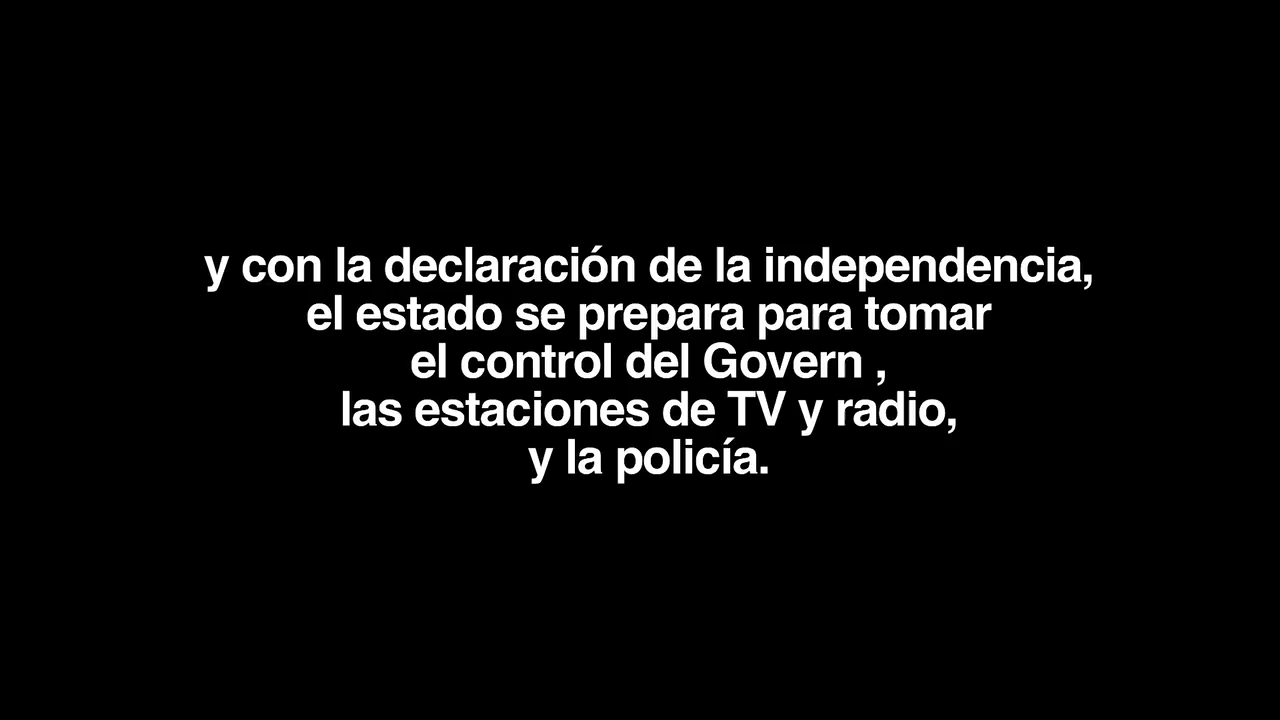 y con la declaración de la independencia,
el estado se prepara para tomar
el control del Govern ,
las estaciones de TV y radio,
y la policía.